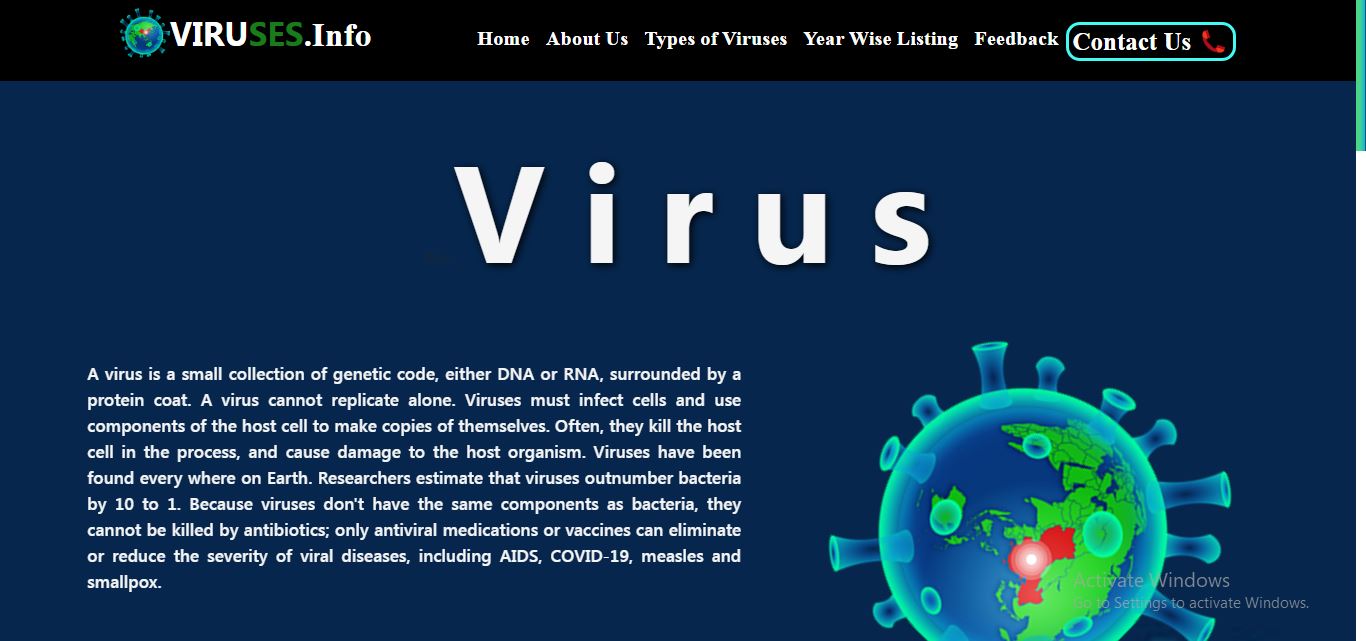 VIRUSES.Info
Home About Us Types of Viruses Year Wise Listing Feedback Contact Us
Virus
A virus is a small collection of genetic code, either DNA or RNA, surrounded by a
protein coat. A virus cannot replicate alone. Viruses must infect cells and use
components of the host cell to make copies of themselves. Often, they kill the host
cell in the process, and cause damage to the host organism. Viruses have been
found every where on Earth. Researchers estimate that viruses outnumber bacteria
by 10 to 1. Because viruses don't have the same components as bacteria, they
cannot be killed by antibiotics; only antiviral medications or vaccines can eliminate
or reduce the severity of viral diseases, including AIDS, COVID-19, measles and
smallpox.
Activate Windows
Go to Settings to activate Windows.